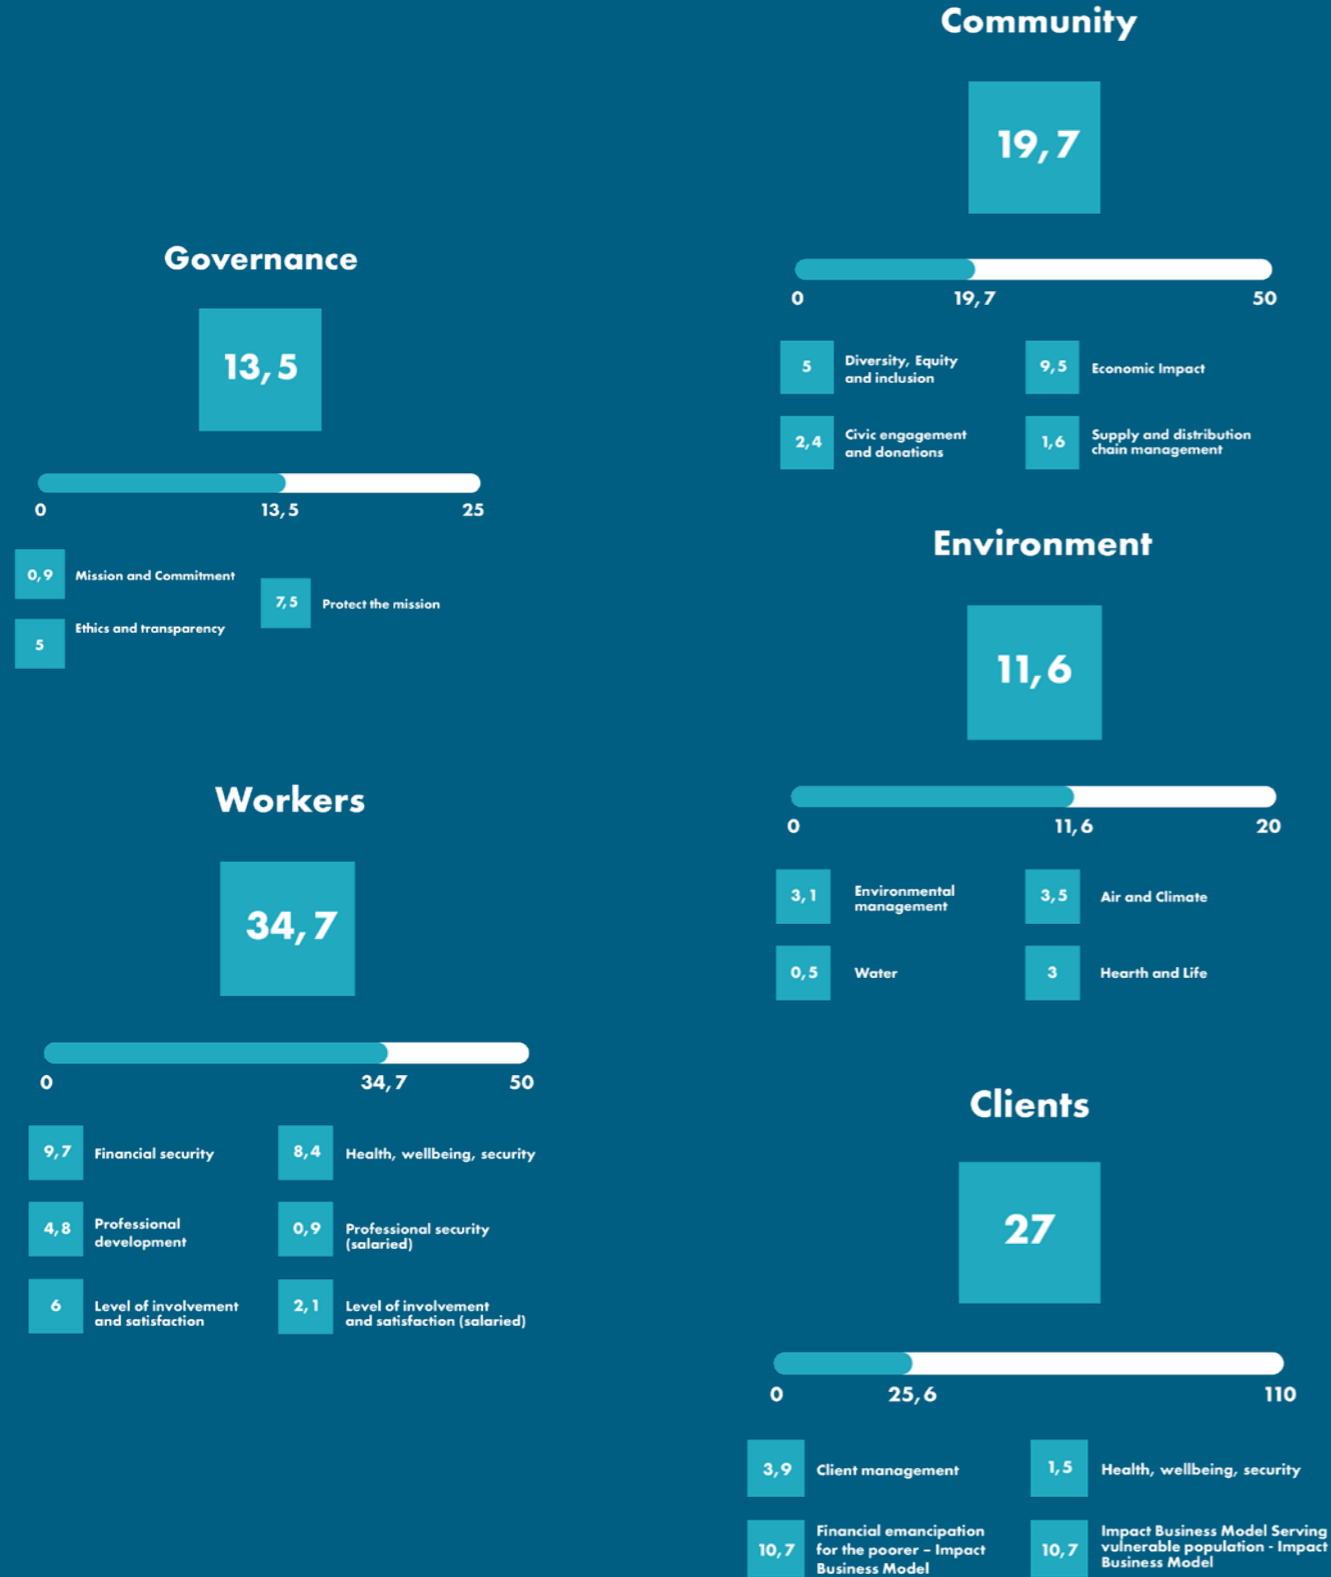 Governance
13,5
0
13,5
25
0,9
Mission and Commitment
5
Ethics and transparency
7,5
Protect the mission
Workers
34,7
0
34,7
50
9,7
Financial security
8,4
Health, wellbeing, security
4,8
Professional
development
0,9
Professional security
(salaried)
6
Level of involvement
and satisfaction
2,1
Level of involvement
and satisfaction (salaried)
Community
19,7
0
19,7
50
5
Diversity, Equity
and inclusion
9,5
Economic Impact
2,4
Civic engagement
and donations
1,6
Supply and distribution
chain management
Environment
11,6
0
11,6
20
3,1
Environmental
management
3,5
Air and Climate
0,5
Water
3
Hearth and Life
Clients
27
0
25,6
110
3,9
Client management
1,5
Health, wellbeing, security
10,7
Financial emancipation
for the poorer – Impact
Business Model
10,7
Impact Business Model Serving
vulnerable population - Impact
Business Model